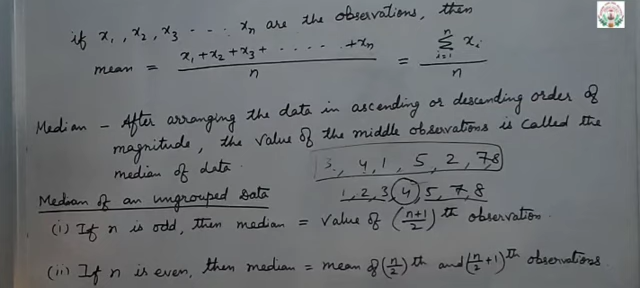 if x₁, x₂, x₃ ---- xₙ are the observations, then
mean = (x₁+x₂+x₃+ ..... +xₙ)/n = (Σᵢ₌₁ⁿ xᵢ)/n
Median – After arranging the data in ascending or descending order of
magnitude, the value of the middle observations is called the
median of data.
3, 4, 1, 5, 2, 7, 8
Median of an ungrouped Data
1, 2, 3, 4, 5, 7, 8
(i) If n is odd, then median = value of ((n+1)/2)th observation.
(ii) If n is even, then median = mean of (n/2)th and (n/2+1)th observations.